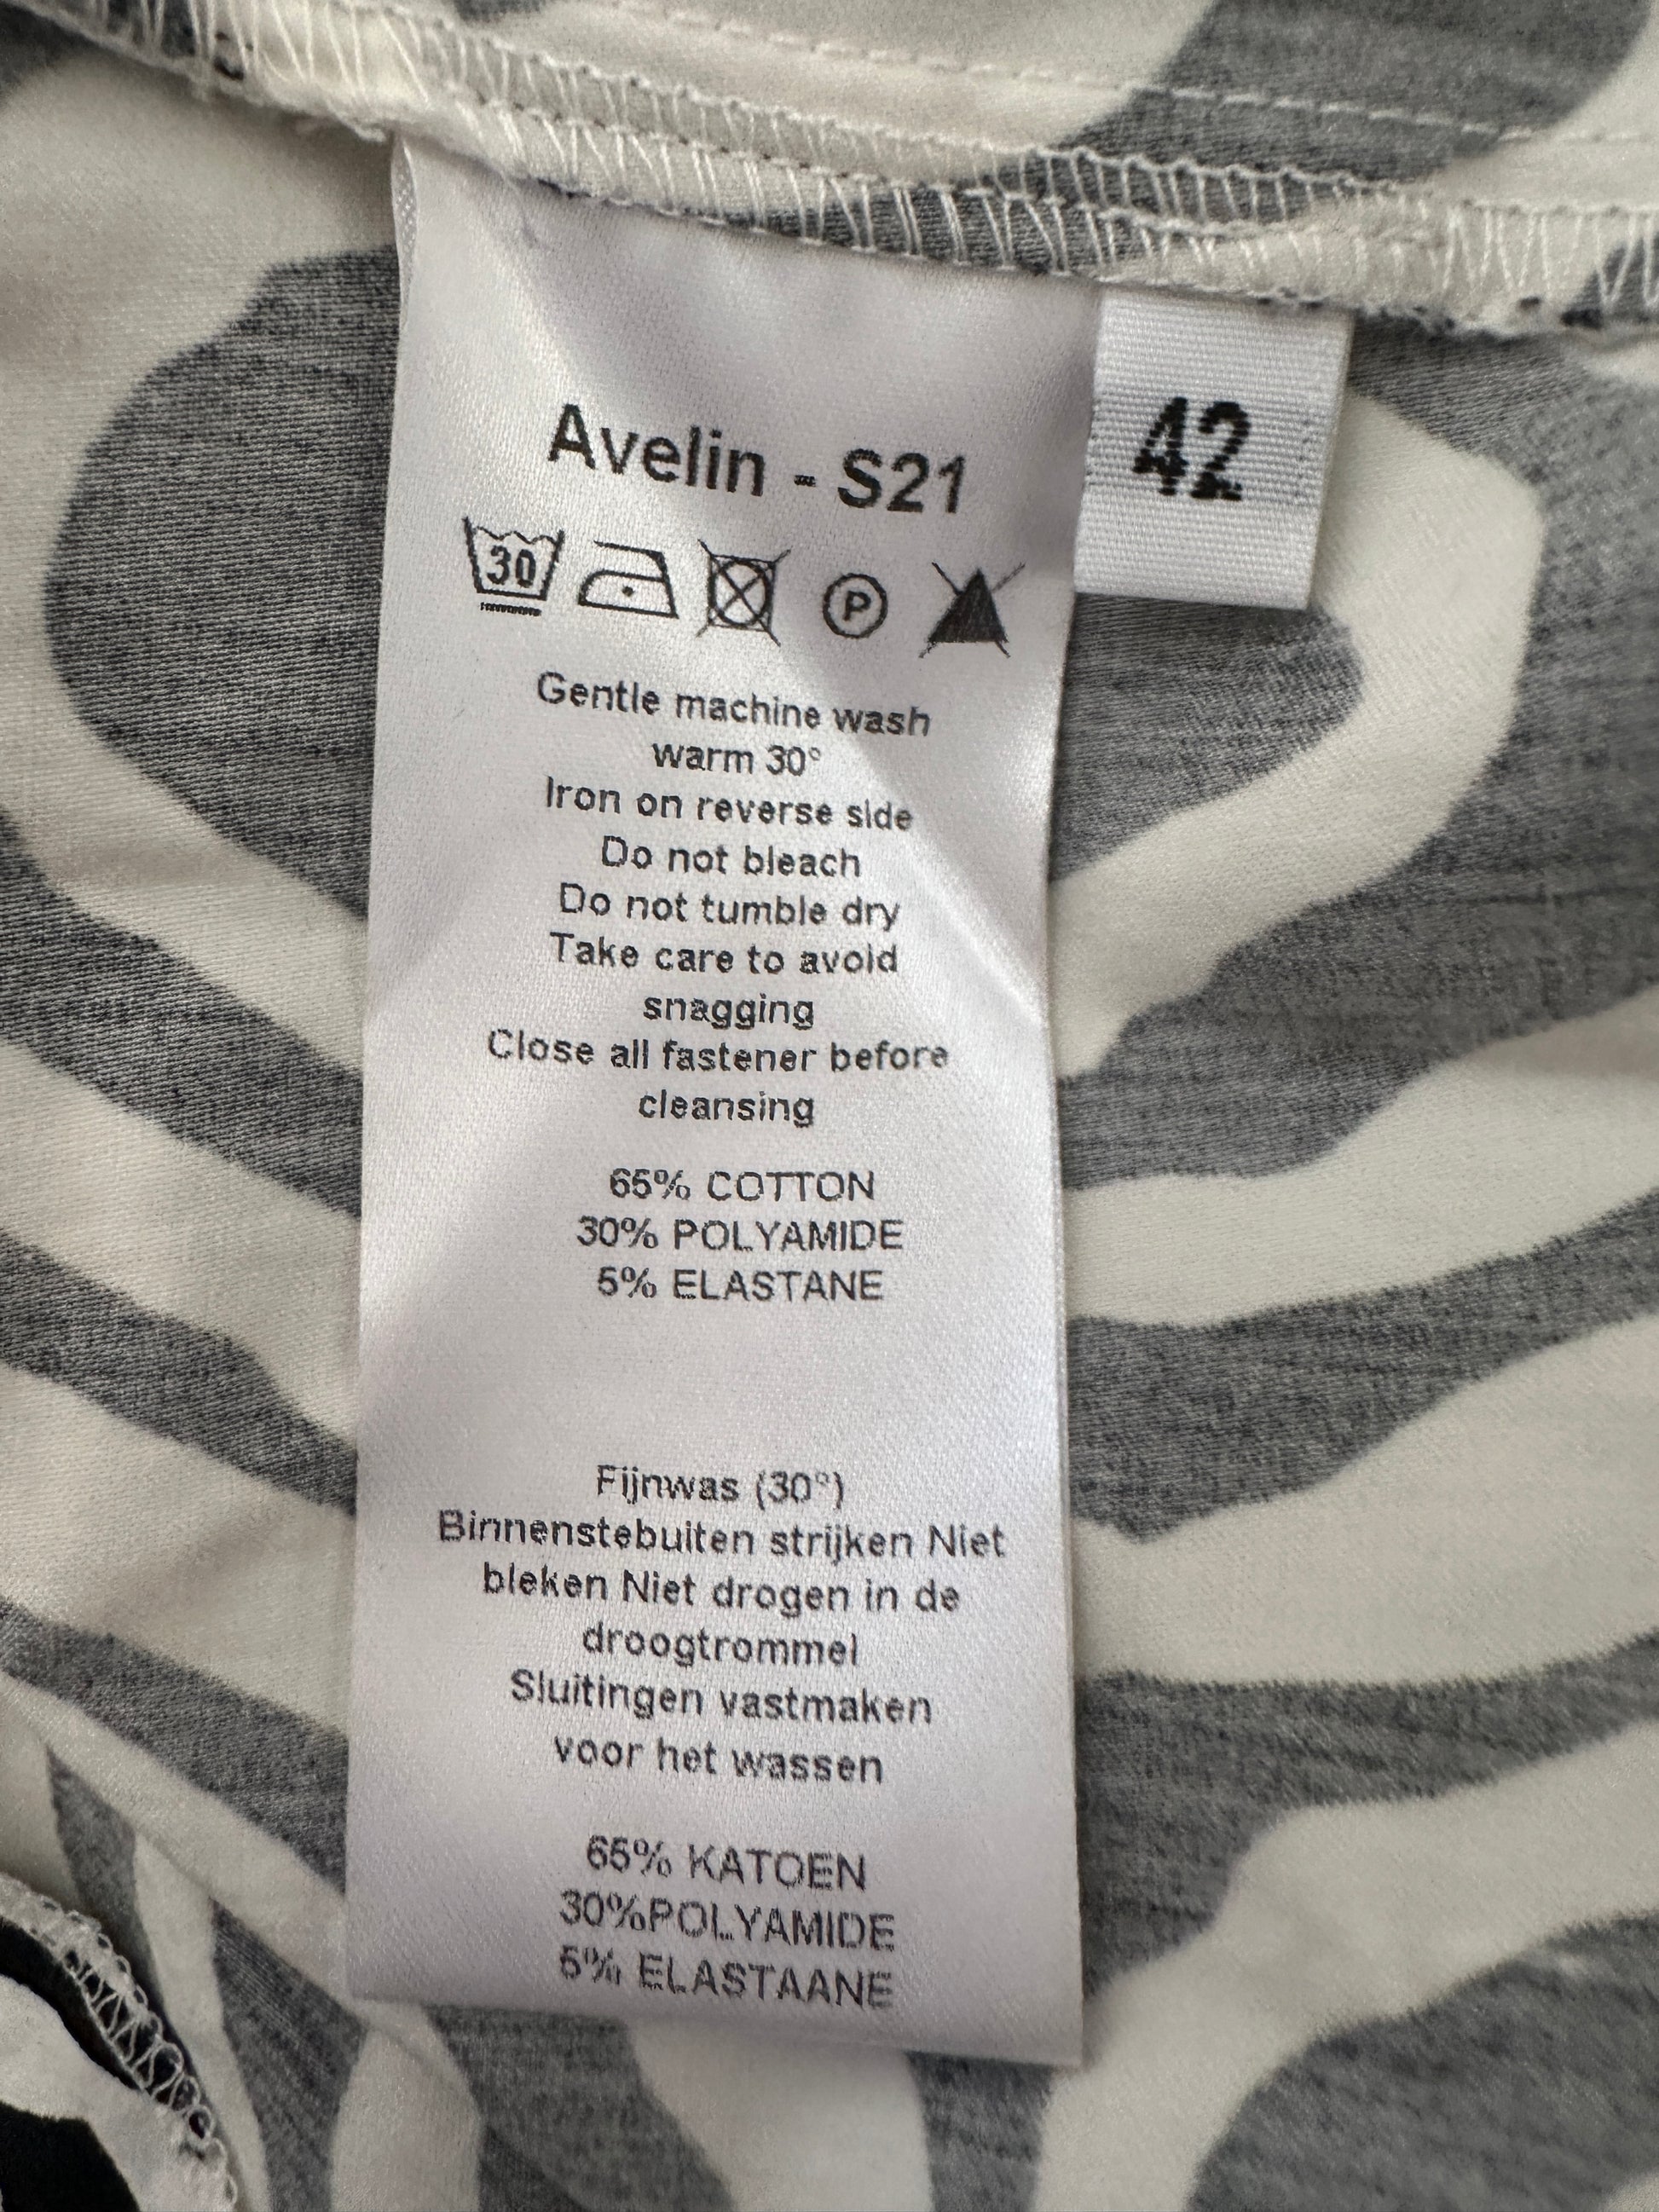 Avelin - S21
42
30
P
Gentle machine wash
warm 30°
Iron on reverse side
Do not bleach
Do not tumble dry
Take care to avoid
snagging
Close all fastener before
cleansing
65% COTTON
30% POLYAMIDE
5% ELASTANE
Fijnwas (30°)
Binnenstebuiten strijken Niet
bleken Niet drogen in de
droogtrommel
Sluitingen vastmaken
voor het wassen
65% KATOEN
30%POLYAMIDE
5% ELASTAANE